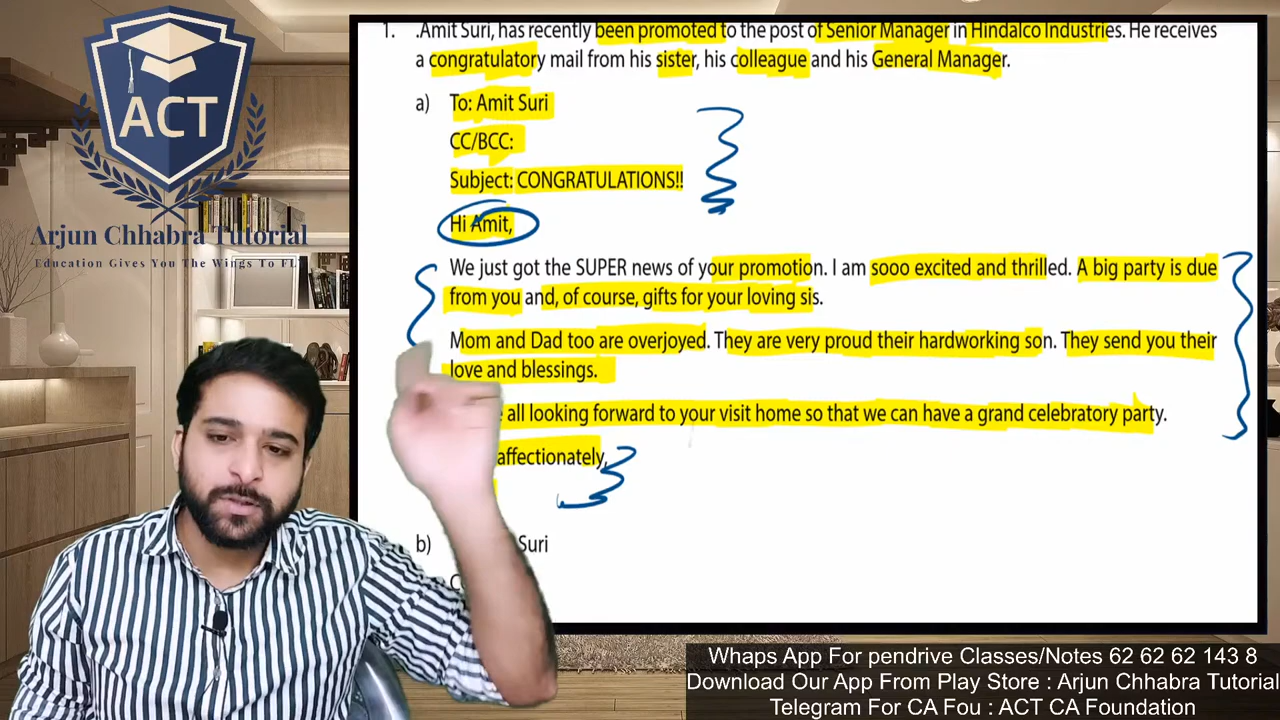 ACT
Arjun Chhabra Tutorial
Education Gives You The Wings To FL
1. .Amit Suri, has recently been promoted to the post of Senior Manager in Hindalco Industries. He receives
a congratulatory mail from his sister, his colleague and his General Manager.
a) To: Amit Suri
CC/BCC:
Subject: CONGRATULATIONS!!
Hi Amit,
We just got the SUPER news of your promotion. I am sooo excited and thrilled. A big party is due
from you and, of course, gifts for your loving sis.
Mom and Dad too are overjoyed. They are very proud their hardworking son. They send you their
love and blessings.
all looking forward to your visit home so that we can have a grand celebratory party.
affectionately,
b) Suri
Whaps App For pendrive Classes/Notes 62 62 62 143 8
Download Our App From Play Store : Arjun Chhabra Tutorial
Telegram For CA Fou : ACT CA Foundation